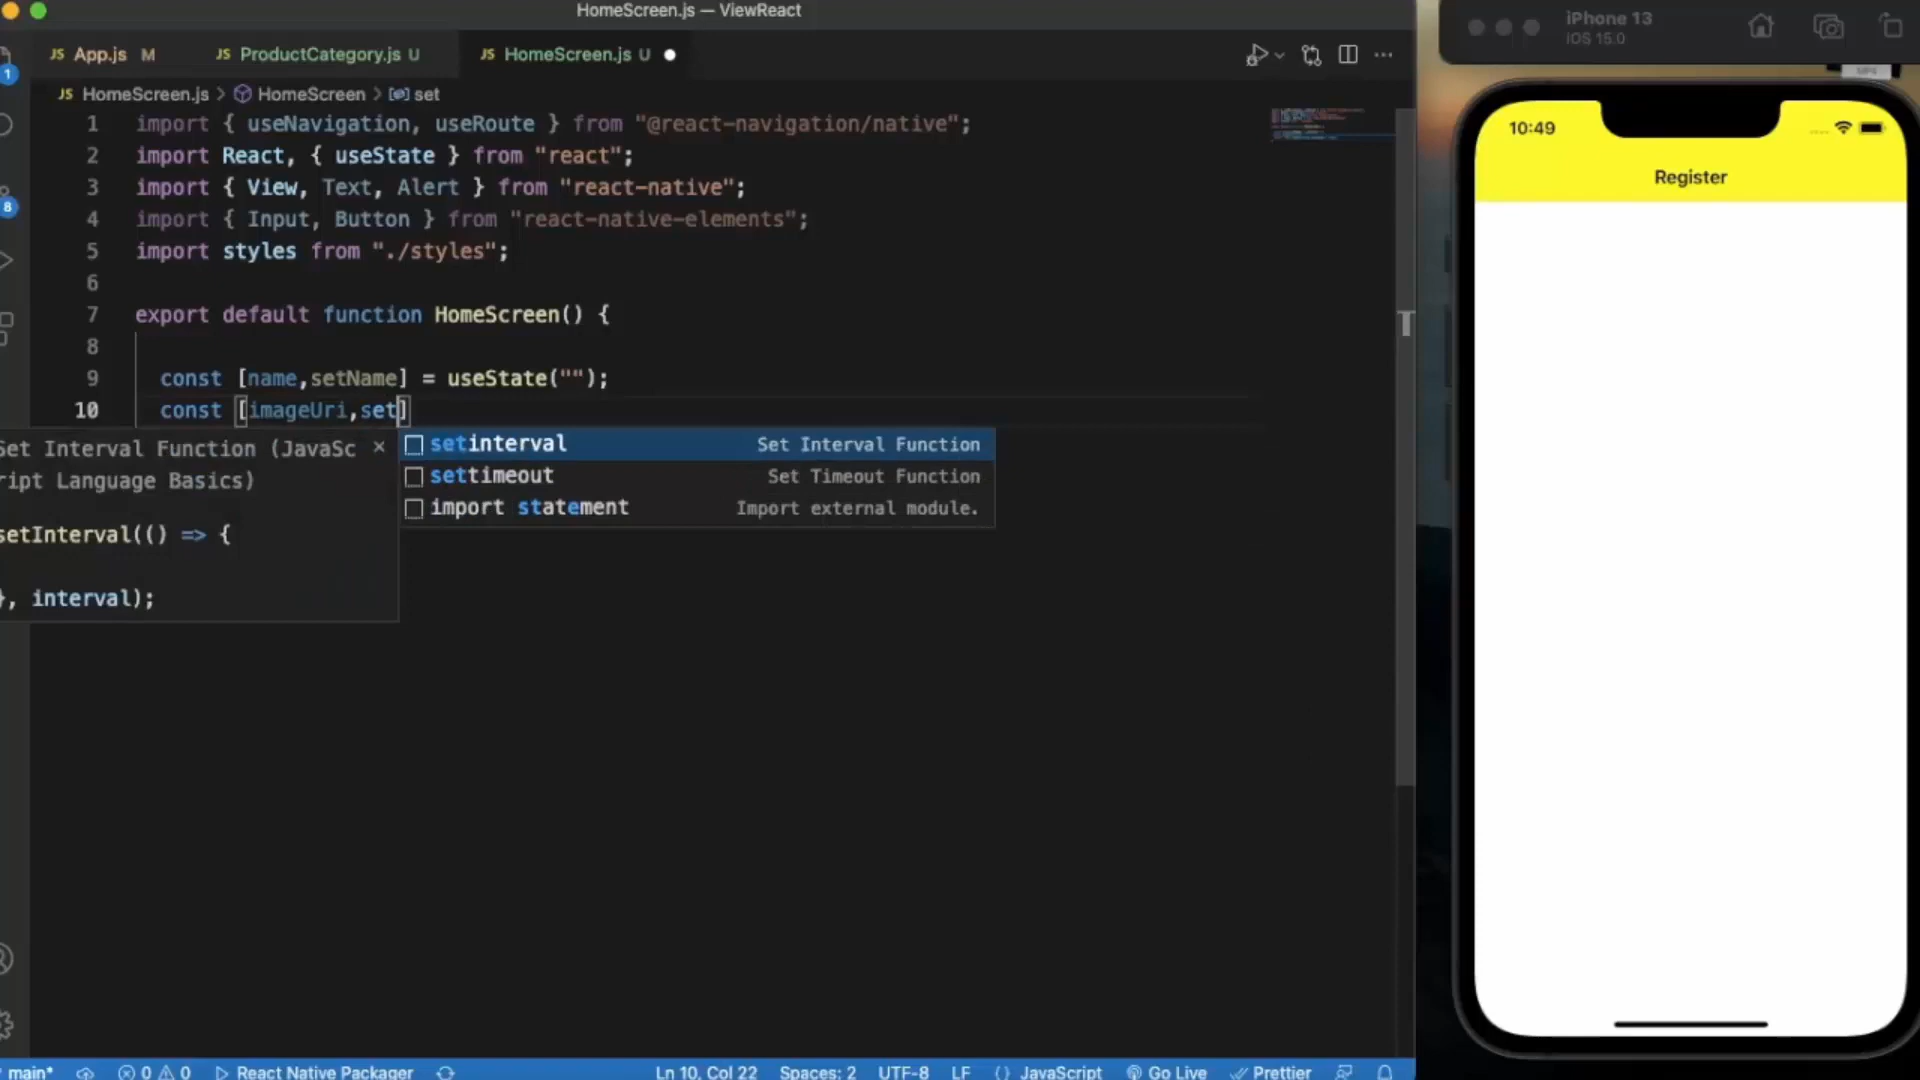 HomeScreen.js — ViewReact
JS App.js M
JS ProductCategory.js U
JS HomeScreen.js U
JS HomeScreen.js > HomeScreen > set
1 import { useNavigation, useRoute } from "@react-navigation/native";
2 import React, { useState } from "react";
3 import { View, Text, Alert } from "react-native";
4 import { Input, Button } from "react-native-elements";
5 import styles from "./styles";
6
7 export default function HomeScreen() {
8
9 const [name,setName] = useState("");
10 const [imageUri,set]
Set Interval Function (JavaSc
ript Language Basics)
setInterval(() => {
}, interval);
setinterval Set Interval Function
settimeout Set Timeout Function
import statement Import external module.
1
8
main* 0 0 React Native Packager Ln 10, Col 22 Spaces: 2 UTF-8 LF () JavaScript Go Live Prettier
iPhone 13
iOS 15.0
10:49
Register